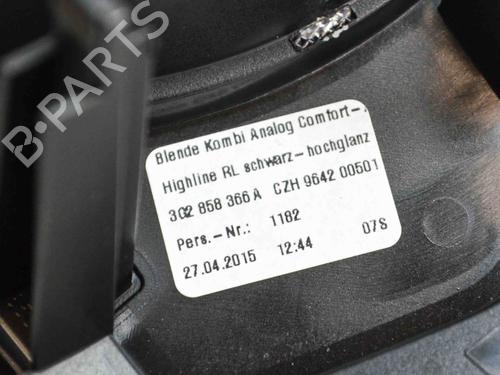 B-PARTS
Blende Kombi Analog Comfort-.
Highline RL schwarz-hochglanz
3G2 858 366 A CZH 9642 00501
Pers.-Nr.: 1182
27.04.2015 12:44 07S